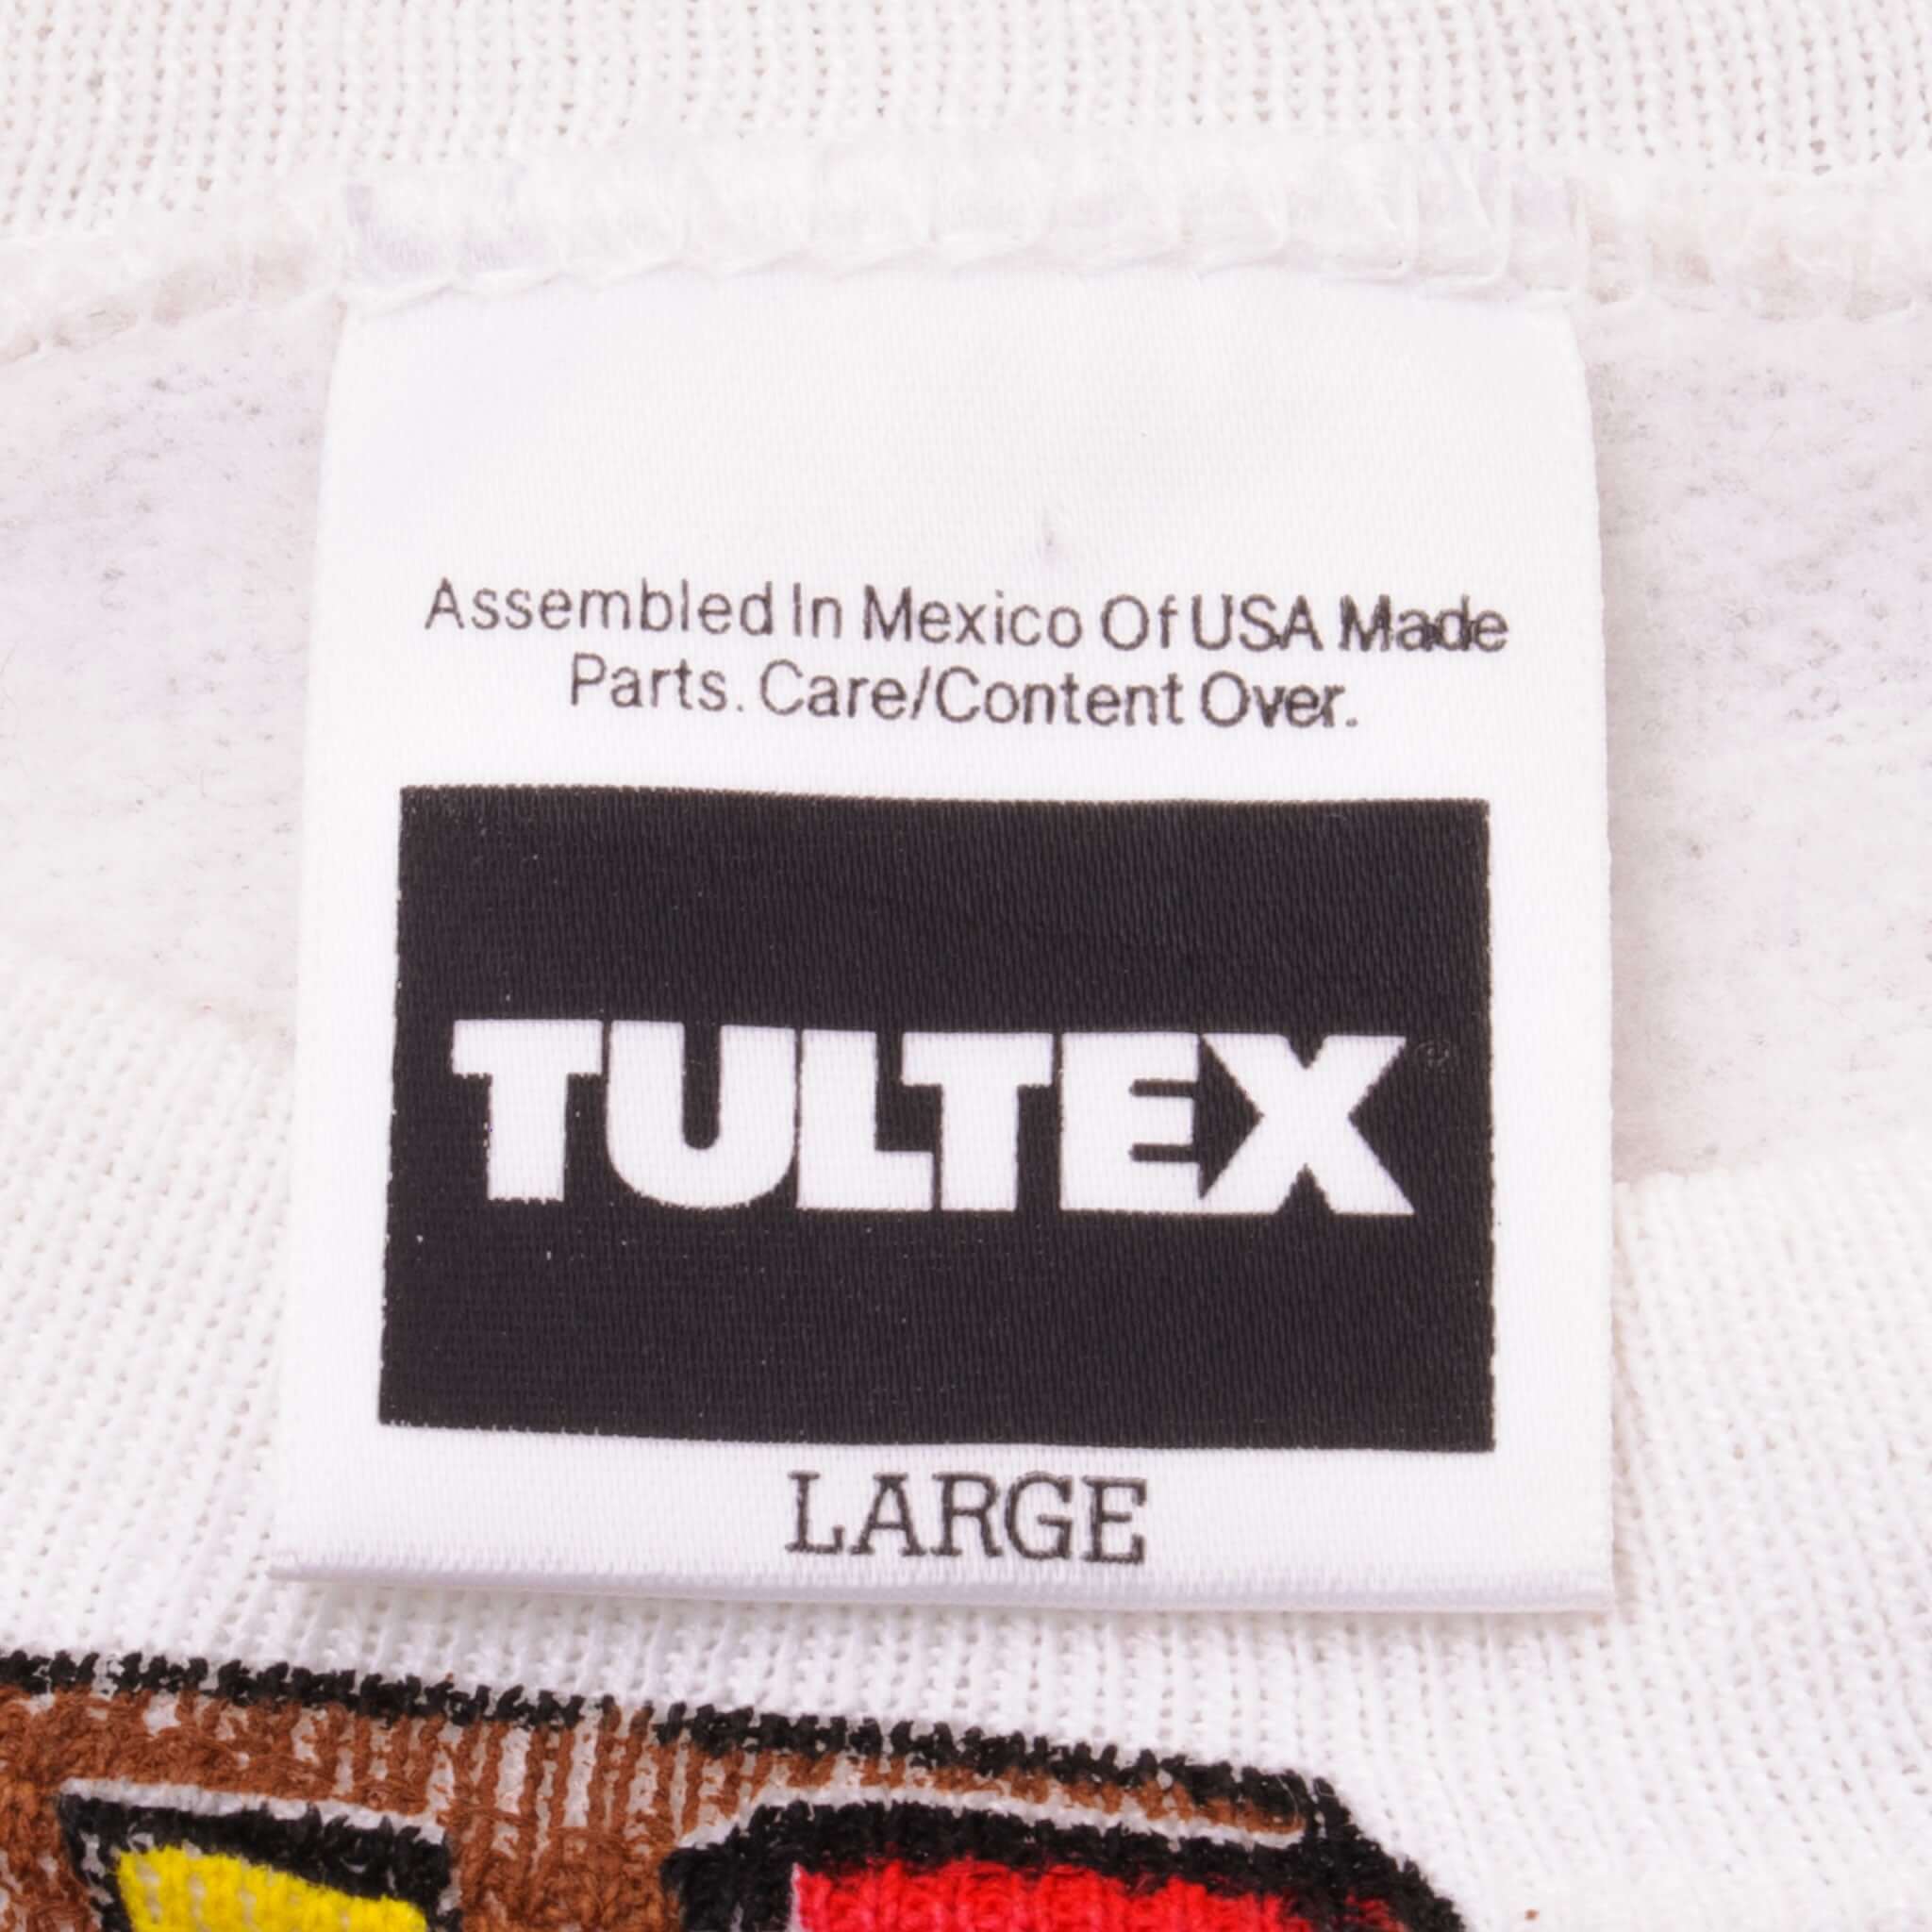 Assembled In Mexico Of USA Made
Parts. Care/Content Over.
TULTEX®
LARGE